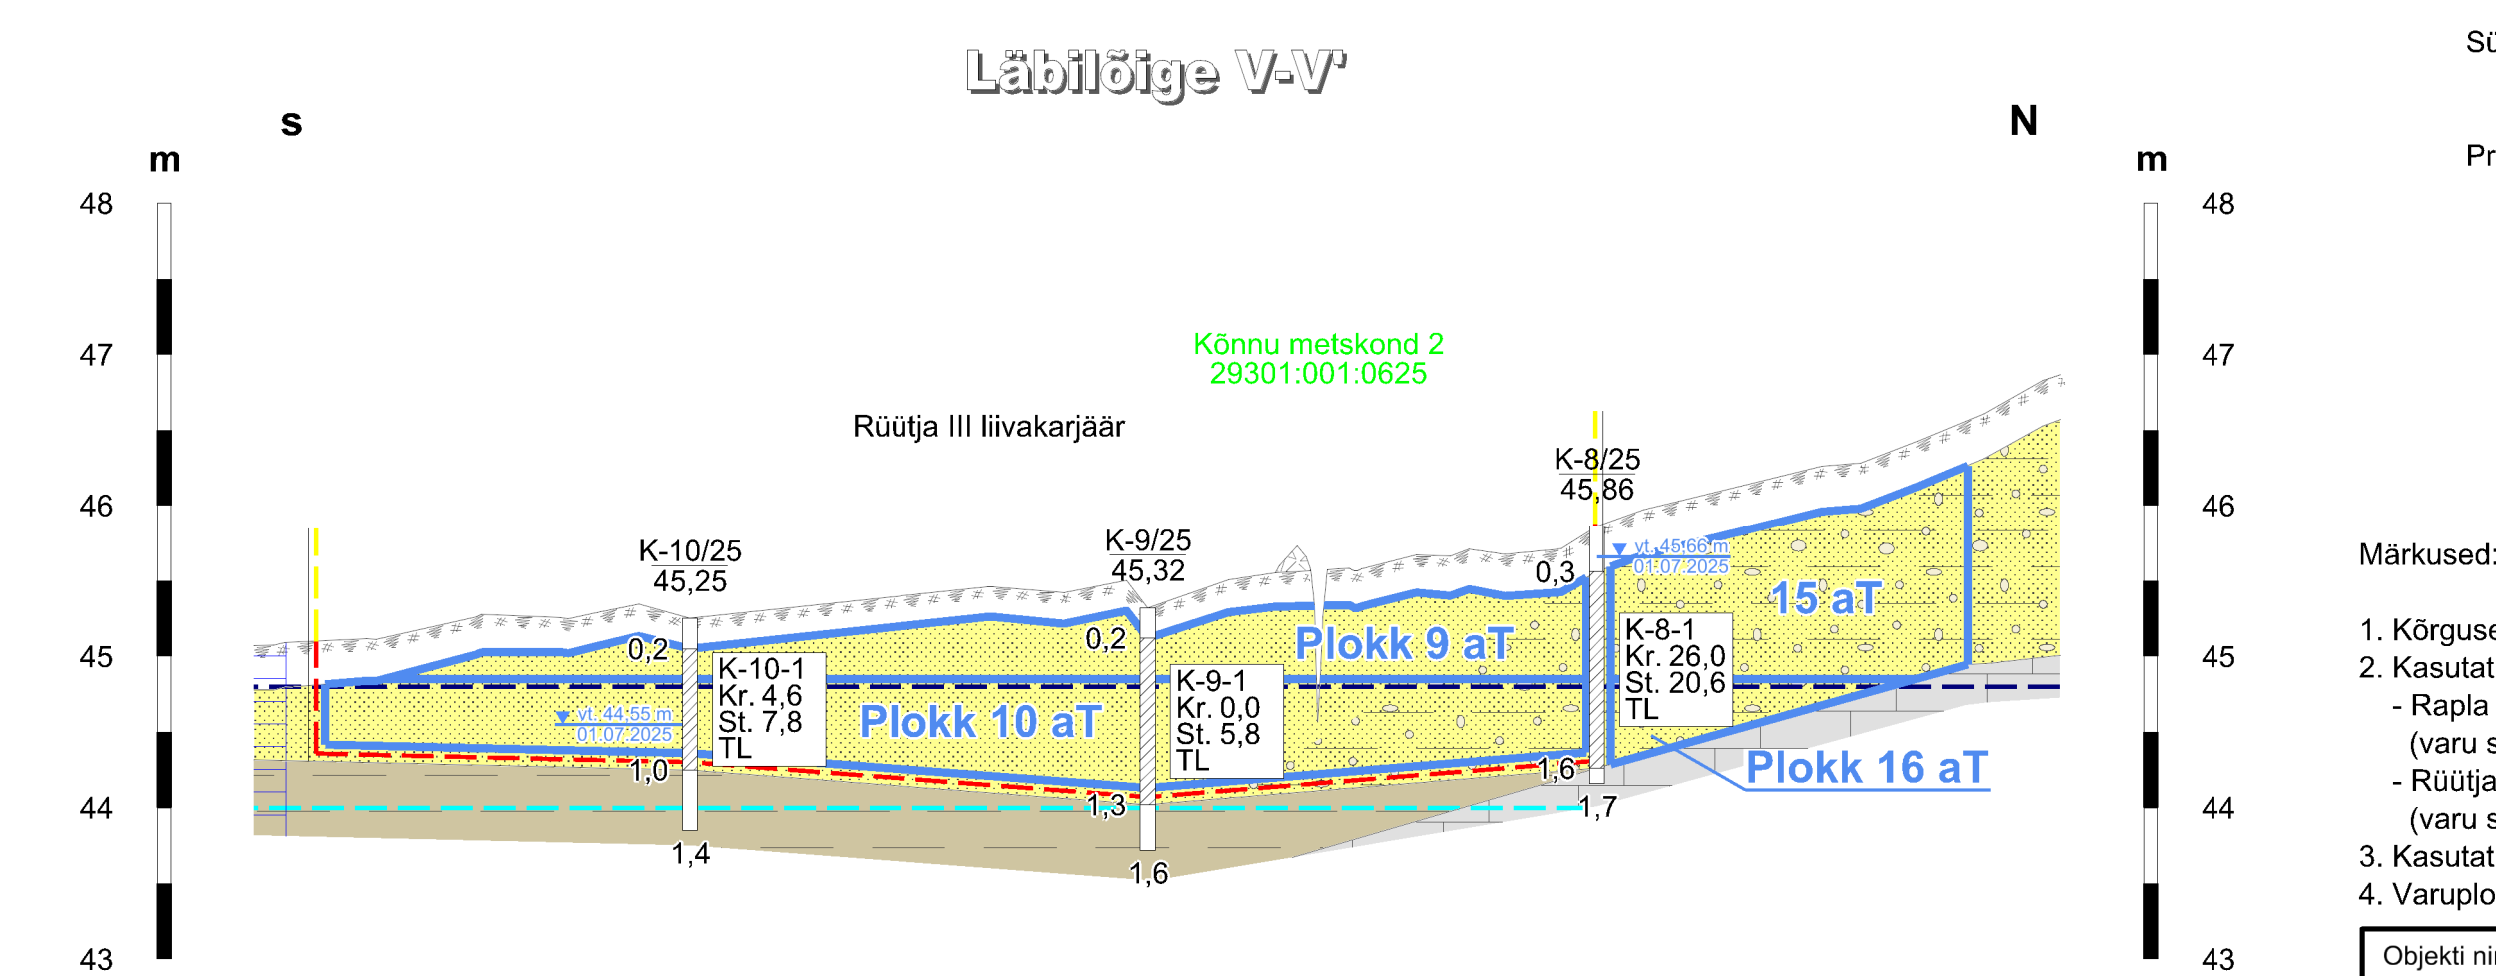 Läbilõige V-V'
S
N
m
m
48
47
46
45
44
43
48
47
46
45
44
43
Kõnnu metskond 2
29301:001:0625
Rüütja III liivakarjäär
K-10/25
45,25
K-9/25
45,32
K-8/25
45,86
0,2
1,0
1,4
0,2
1,3
1,6
0,3
1,6
1,7
K-10-1
Kr. 4,6
St. 7,8
TL
K-9-1
Kr. 0,0
St. 5,8
TL
K-8-1
Kr. 26,0
St. 20,6
TL
vt. 44,55 m
01.07.2025
vt. 45,66 m
01.07.2025
Plokk 10 aT
Plokk 9 aT
15 aT
Plokk 16 aT
Sü
Pr
Märkused:
1. Kõrguse
2. Kasutat
- Rapla
(varu s
- Rüütja
(varu s
3. Kasutat
4. Varuplo
Objekti nir